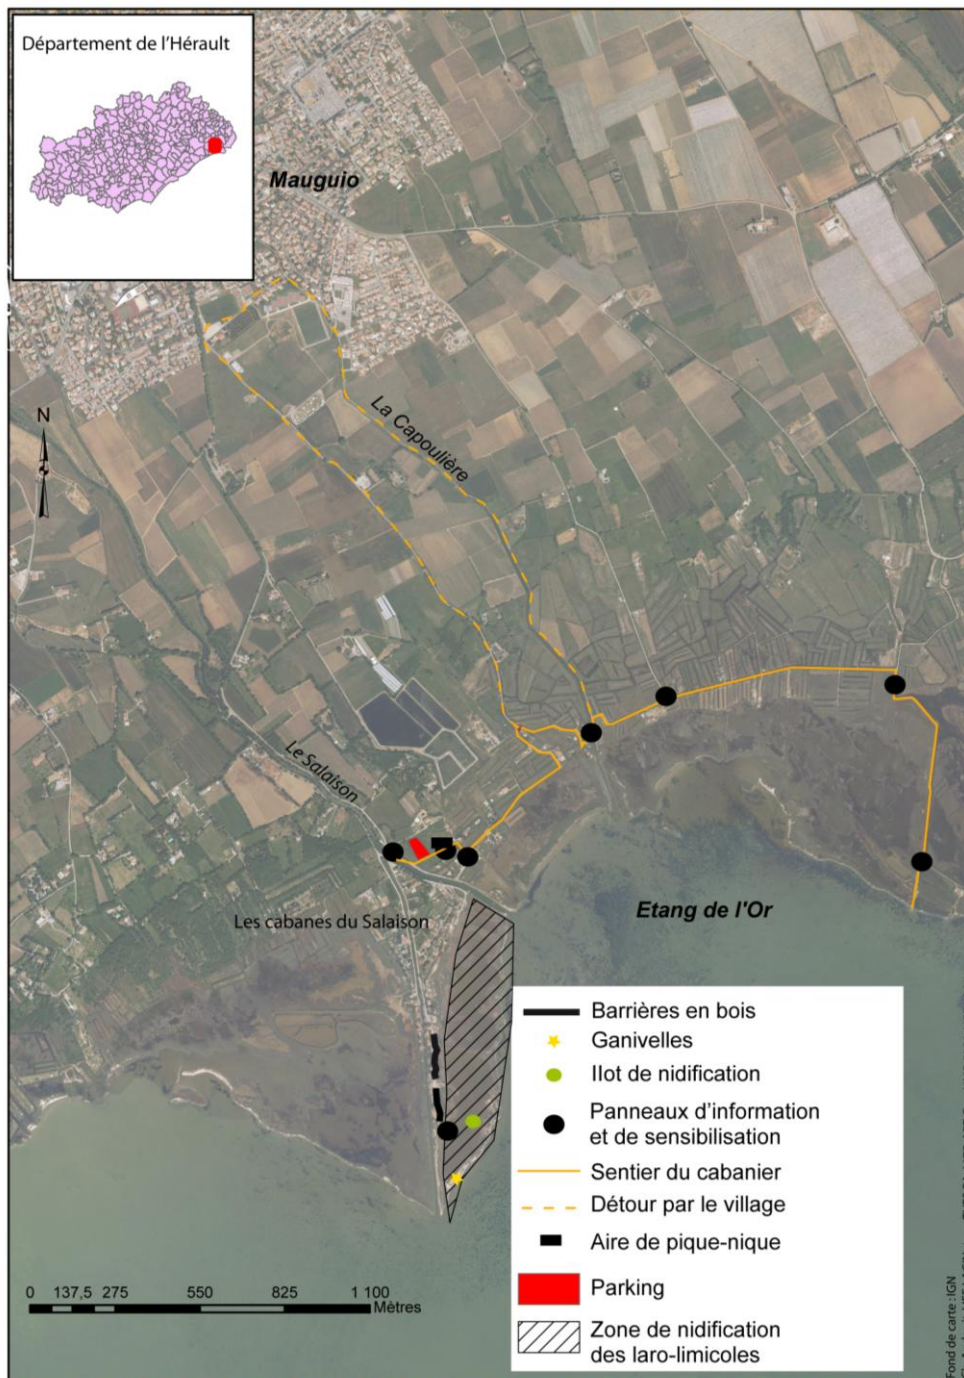 Département de l'Hérault
Mauguio
N
La Capoulière
Le Salaison
Les cabanes du Salaison
Etang de l'Or
Barrières en bois
Ganivelles
Ilot de nidification
Panneaux d'information
et de sensibilisation
Sentier du cabanier
Détour par le village
Aire de pique-nique
Parking
Zone de nidification
des laro-limicoles
0 137,5 275 550 825 1 100
Mètres
Fond de carte : IGN